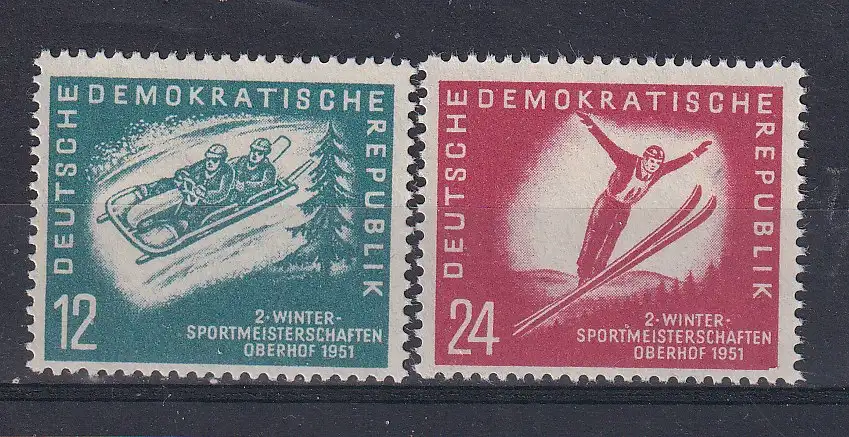 DEUTSCHE DEMOKRATISCHE REPUBLIK
12
2. WINTER-
SPORTMEISTERSCHAFTEN
OBERHOF 1951
DEUTSCHE DEMOKRATISCHE REPUBLIK
24
2. WINTER-
SPORTMEISTERSCHAFTEN
OBERHOF 1951